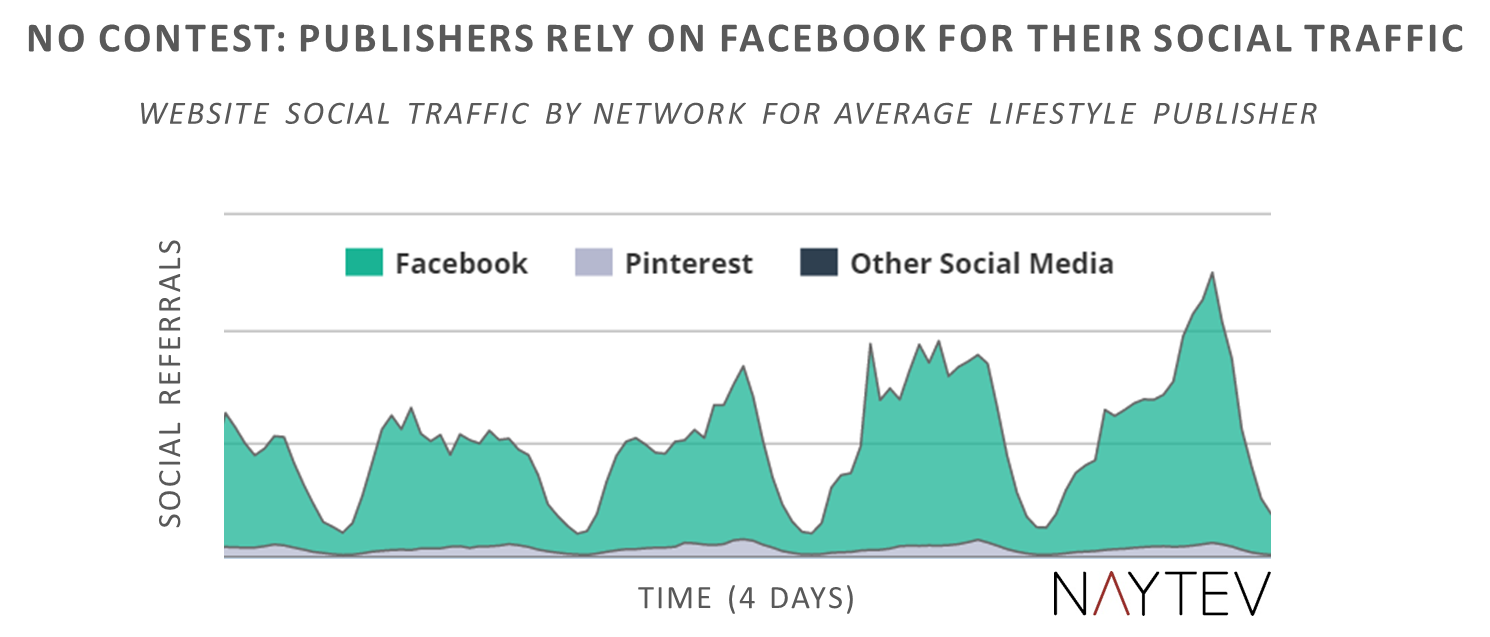 NO CONTEST: PUBLISHERS RELY ON FACEBOOK FOR THEIR SOCIAL TRAFFIC
WEBSITE SOCIAL TRAFFIC BY NETWORK FOR AVERAGE LIFESTYLE PUBLISHER
Facebook Pinterest Other Social Media
SOCIAL REFERRALS
TIME (4 DAYS)
NAYTEV